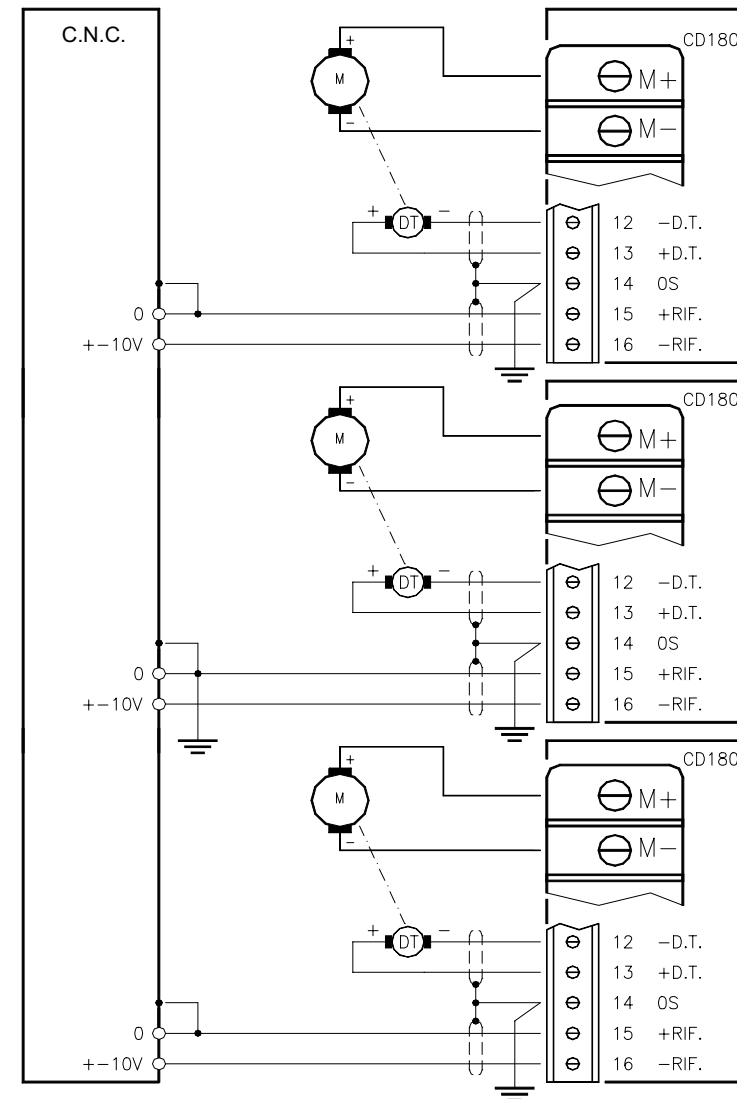 C.N.C.
CD180
+
M
M+
-
M-
+ DT - 12 -D.T.
13 +D.T.
14 0S
0 15 +RIF.
+-10V 16 -RIF.
CD180
+
M
M+
-
M-
+ DT - 12 -D.T.
13 +D.T.
14 0S
0 15 +RIF.
+-10V 16 -RIF.
CD180
+
M
M+
-
M-
+ DT - 12 -D.T.
13 +D.T.
14 0S
0 15 +RIF.
+-10V 16 -RIF.